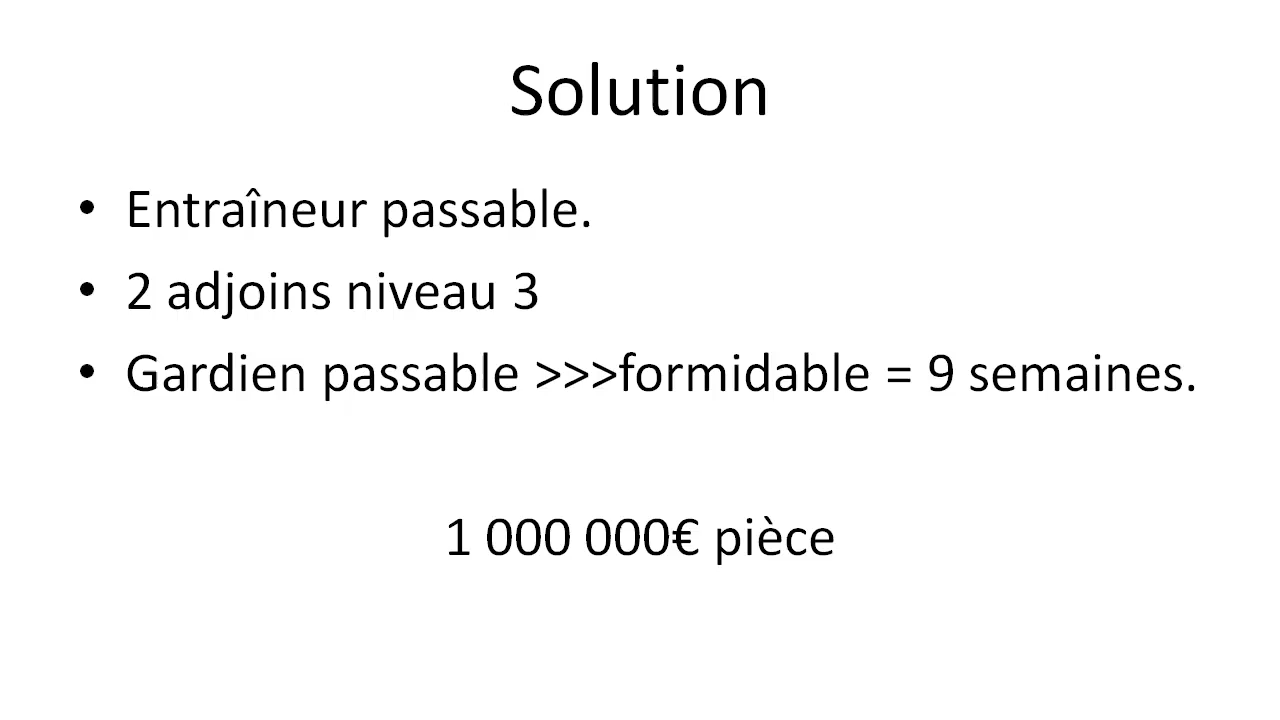 Solution
• Entraîneur passable.
• 2 adjoins niveau 3
• Gardien passable >>>formidable = 9 semaines.
1 000 000€ pièce